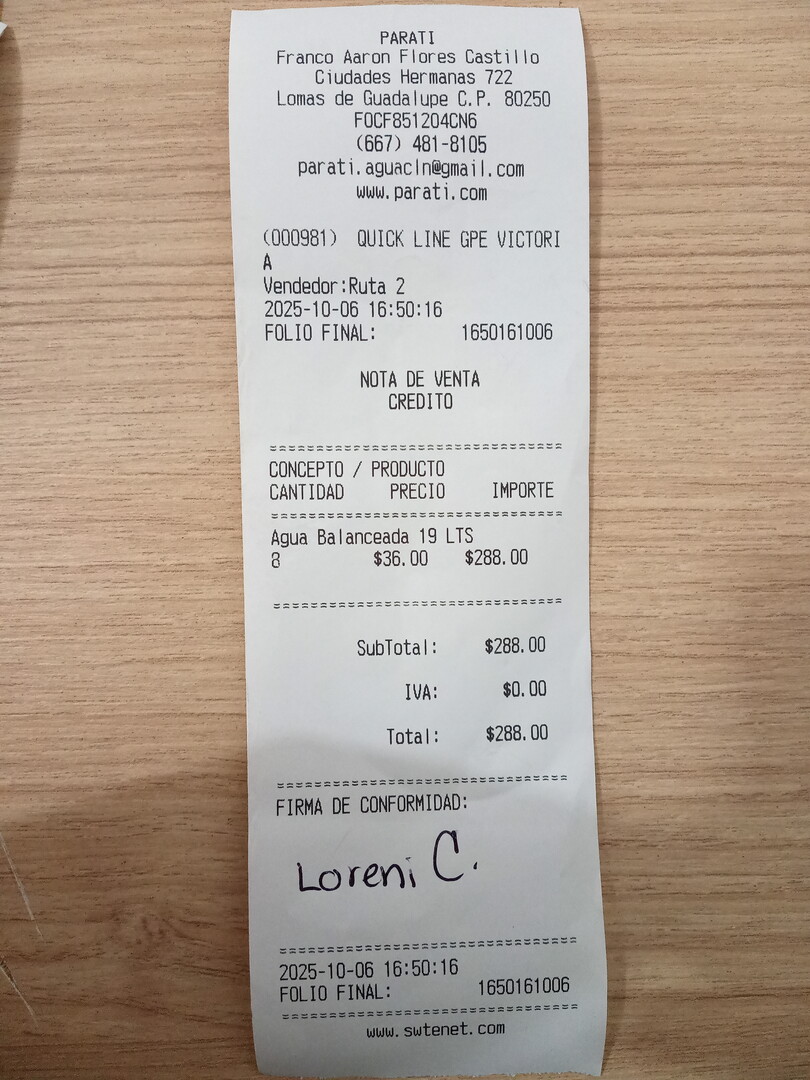 PARATI
Franco Aaron Flores Castillo
Ciudades Hermanas 722
Lomas de Guadalupe C.P. 80250
FOCF851204CN6
(667) 481-8105
parati.aguacln@gmail.com
www.parati.com
(000981) QUICK LINE GPE VICTORI
A
Vendedor:Ruta 2
2025-10-06 16:50:16
FOLIO FINAL: 1650161006
NOTA DE VENTA
CREDITO
================================
CONCEPTO / PRODUCTO
CANTIDAD PRECIO IMPORTE
================================
Agua Balanceada 19 LTS
8 $36.00 $288.00
================================
SubTotal: $288.00
IVA: $0.00
Total: $288.00
================================
FIRMA DE CONFORMIDAD:
Loreni C.
================================
2025-10-06 16:50:16
FOLIO FINAL: 1650161006
================================
www.swtenet.com